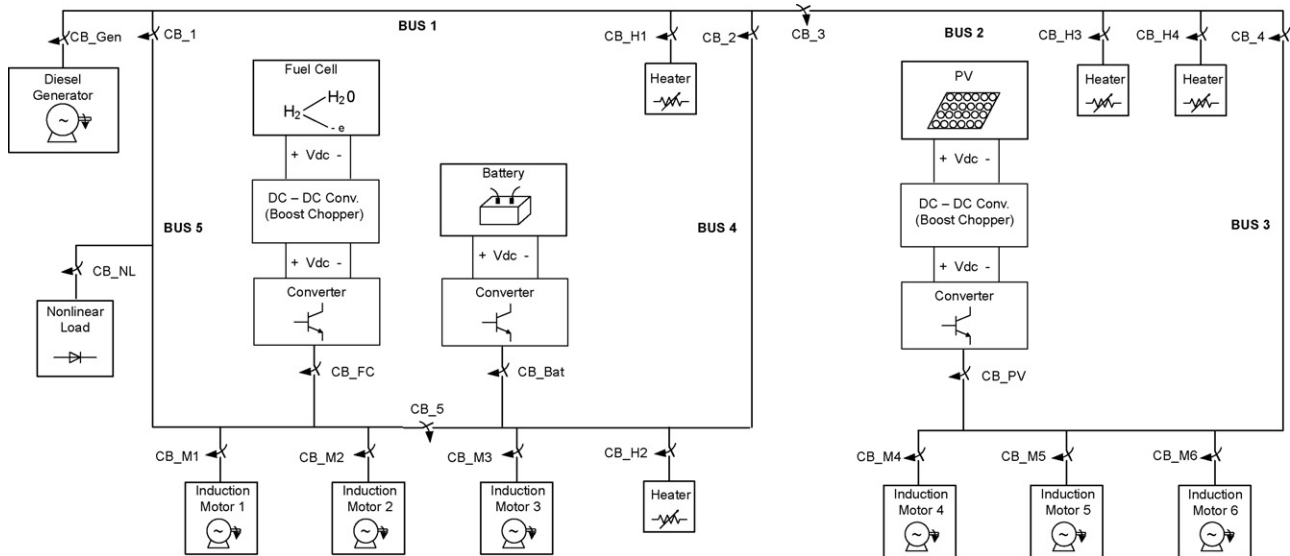 BUS 1
CB_3
BUS 2
CB_Gen
CB_1
CB_H1
CB_2
CB_H3
CB_H4
CB_4
Diesel
Generator
~
Fuel Cell
H2
H20
- e
Heater
PV
Heater
Heater
+ Vdc -
+ Vdc -
DC – DC Conv.
(Boost Chopper)
Battery
DC – DC Conv.
(Boost Chopper)
BUS 5
BUS 4
BUS 3
+ Vdc -
+ Vdc -
+ Vdc -
CB_NL
Nonlinear
Load
Converter
Converter
Converter
CB_FC
CB_Bat
CB_PV
CB_5
CB_M1
CB_M2
CB_M3
CB_H2
CB_M4
CB_M5
CB_M6
Induction
Motor 1
~
Induction
Motor 2
~
Induction
Motor 3
~
Heater
Induction
Motor 4
~
Induction
Motor 5
~
Induction
Motor 6
~